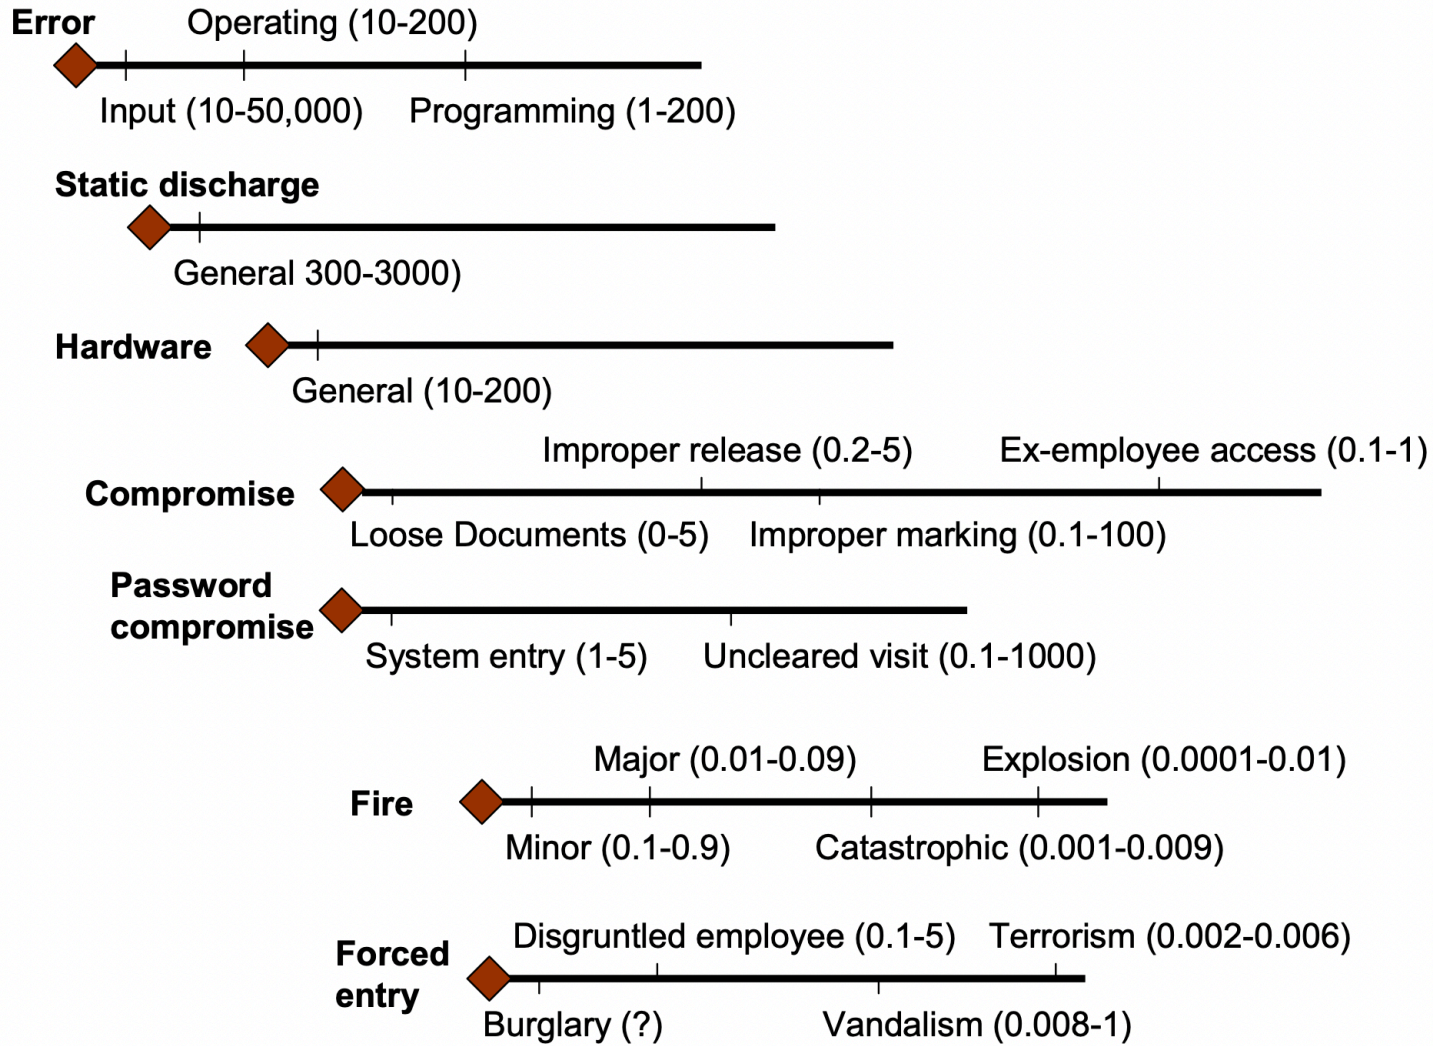 Error
Operating (10-200)
Input (10-50,000)
Programming (1-200)
Static discharge
General 300-3000)
Hardware
General (10-200)
Improper release (0.2-5)
Ex-employee access (0.1-1)
Compromise
Loose Documents (0-5)
Improper marking (0.1-100)
Password
compromise
System entry (1-5)
Uncleared visit (0.1-1000)
Major (0.01-0.09)
Explosion (0.0001-0.01)
Fire
Minor (0.1-0.9)
Catastrophic (0.001-0.009)
Disgruntled employee (0.1-5)
Terrorism (0.002-0.006)
Forced
entry
Burglary (?)
Vandalism (0.008-1)